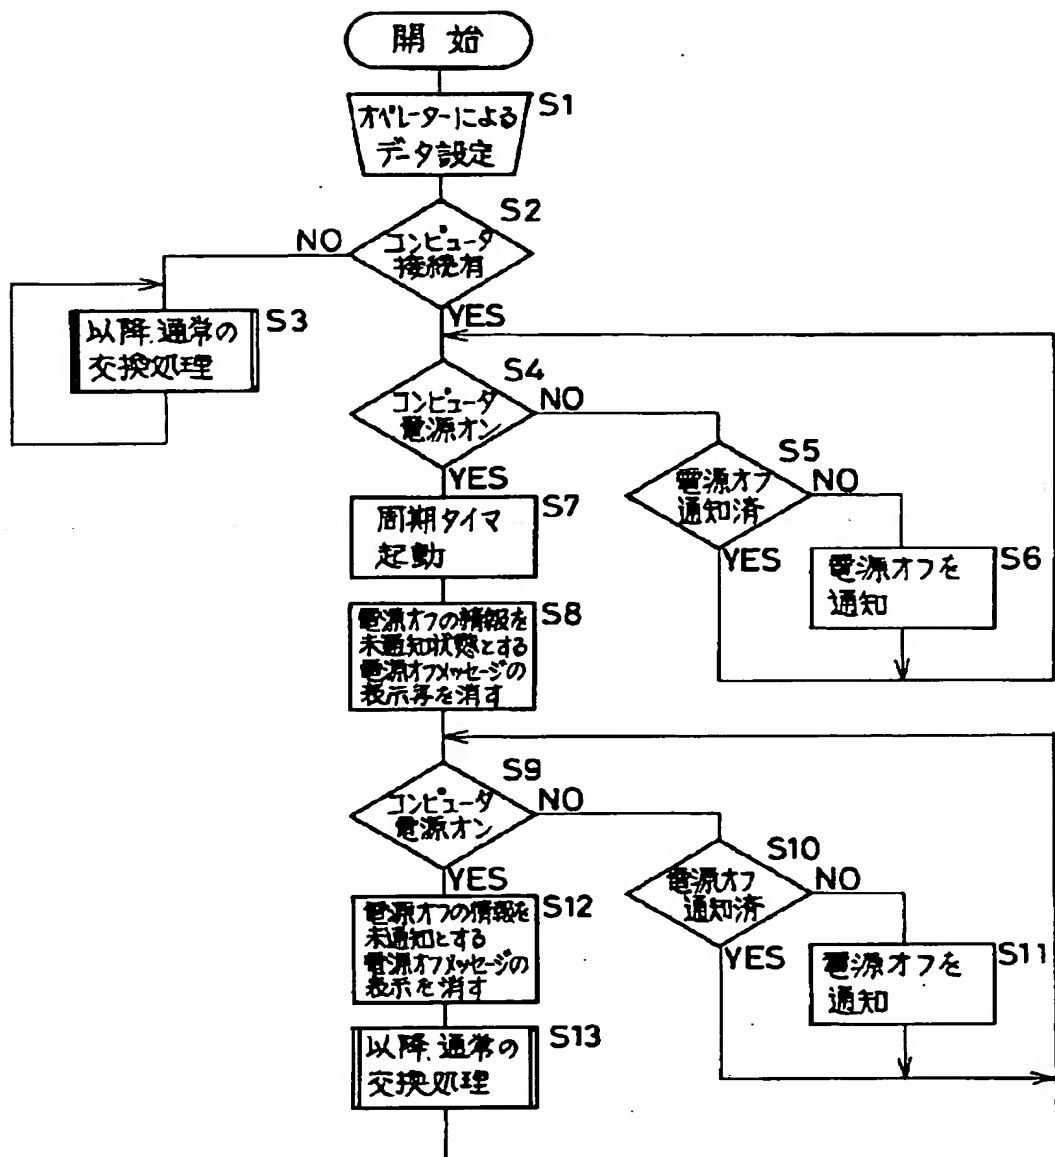 開始
S1
オペレーターによる
データ設定
S2
コンピュータ
接続有
NO
YES
S3
以降、通常の
交換処理
S4
コンピュータ
電源オン
NO
YES
S5
電源オフ
通知済
NO
YES
S6
電源オフを
通知
S7
周期タイマ
起動
S8
電源オフの情報を
未通知状態とする
電源オフメッセージの
表示等を消す
S9
コンピュータ
電源オン
NO
YES
S10
電源オフ
通知済
NO
YES
S11
電源オフを
通知
S12
電源オフの情報を
未通知とする
電源オフメッセージの
表示を消す
S13
以降、通常の
交換処理